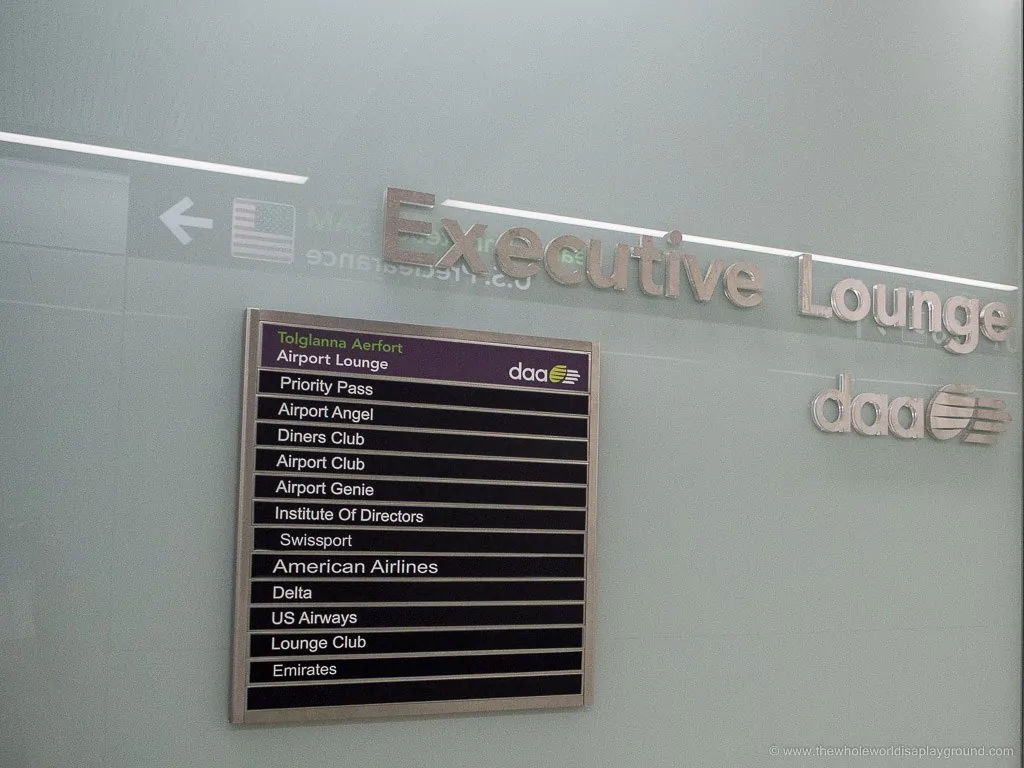 Executive Lounge
daa
Tolglanna Aerfort
Airport Lounge
daa
Priority Pass
Airport Angel
Diners Club
Airport Club
Airport Genie
Institute Of Directors
Swissport
American Airlines
Delta
US Airways
Lounge Club
Emirates
U.S. Preclearance
© www.thewholeworldisaplayground.com